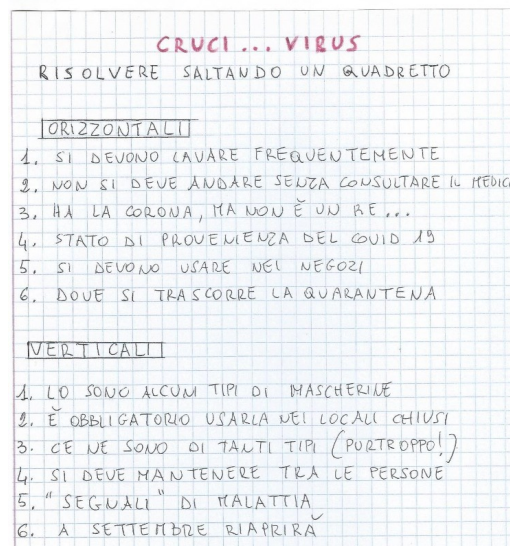 CRUCI... VIRUS
RISOLVERE SALTANDO UN QUADRETTO
ORIZZONTALI
1. SI DEVONO LAVARE FREQUENTEMENTE
2. NON SI DEVE ANDARE SENZA CONSULTARE IL MEDIC
3. HA LA CORONA, MA NON È UN RE...
4. STATO DI PROVENIENZA DEL COVID 19
5. SI DEVONO USARE NEI NEGOZI
6. DOVE SI TRASCORRE LA QUARANTENA
VERTICALI
1. LO SONO ALCUNI TIPI DI MASCHERINE
2. È OBBLIGATORIO USARLA NEI LOCALI CHIUSI
3. CE NE SONO DI TANTI TIPI (PURTROPPO!)
4. SI DEVE MANTENERE TRA LE PERSONE
5. "SEGNALI" DI MALATTIA
6. A SETTEMBRE RIAPRIRÀ